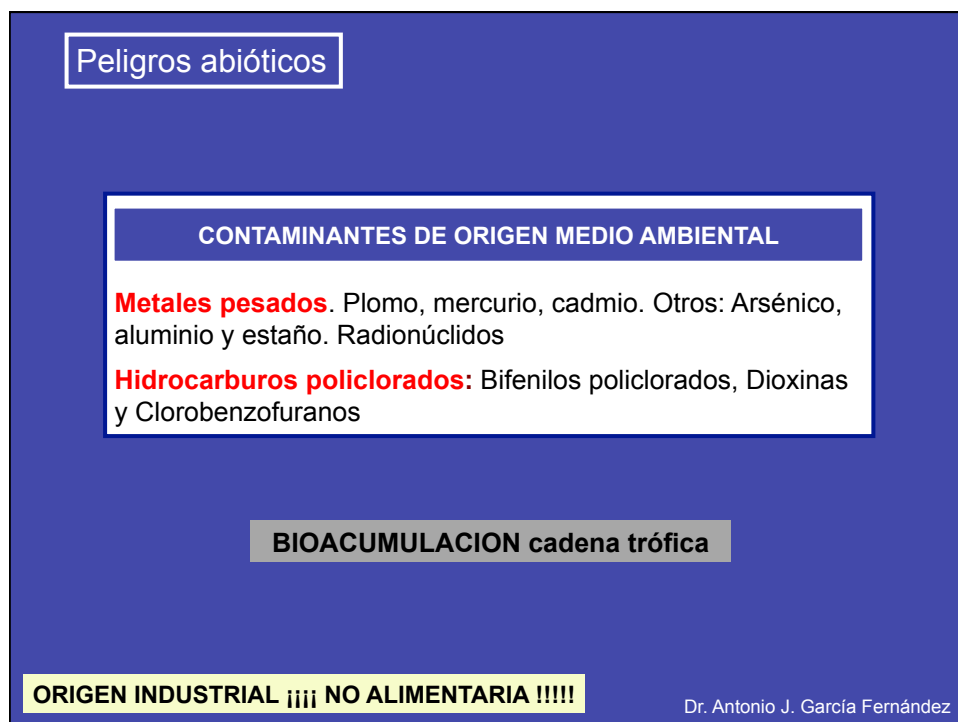 Peligros abióticos
CONTAMINANTES DE ORIGEN MEDIO AMBIENTAL
Metales pesados. Plomo, mercurio, cadmio. Otros: Arsénico,
aluminio y estaño. Radionúclidos
Hidrocarburos policlorados: Bifenilos policlorados, Dioxinas
y Clorobenzofuranos
BIOACUMULACION cadena trófica
ORIGEN INDUSTRIAL ¡¡¡¡ NO ALIMENTARIA !!!!!
Dr. Antonio J. García Fernández